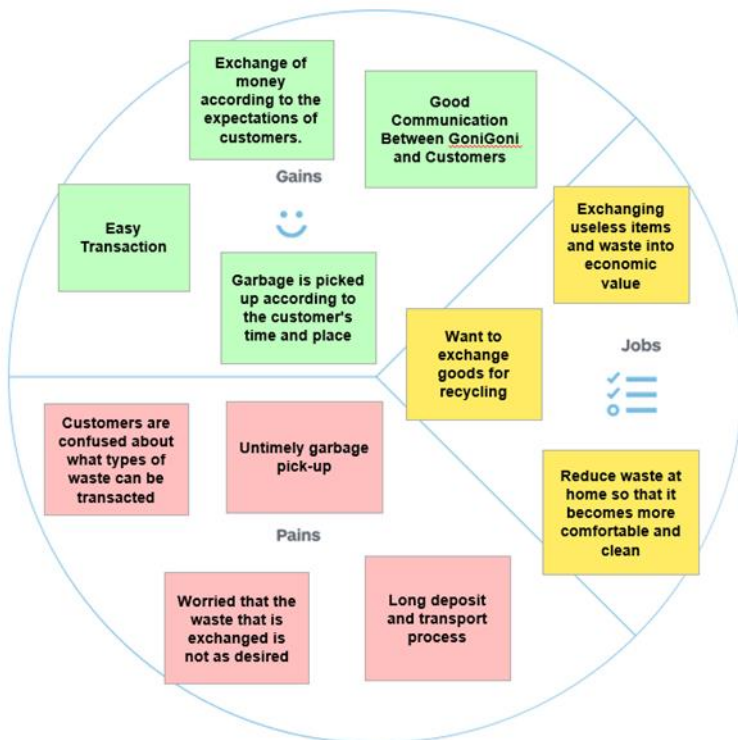 Exchange of
money
according to the
expectations of
customers.
Good
Communication
Between GoniGoni
and Customers
Gains
Easy
Transaction
Garbage is picked
up according to
the customer's
time and place
Exchanging
useless items
and waste into
economic
value
Want to
exchange
goods for
recycling
Jobs
Reduce waste at
home so that it
becomes more
comfortable and
clean
Customers are
confused about
what types of
waste can be
transacted
Untimely garbage
pick-up
Pains
Worried that the
waste that is
exchanged is
not as desired
Long deposit
and transport
process